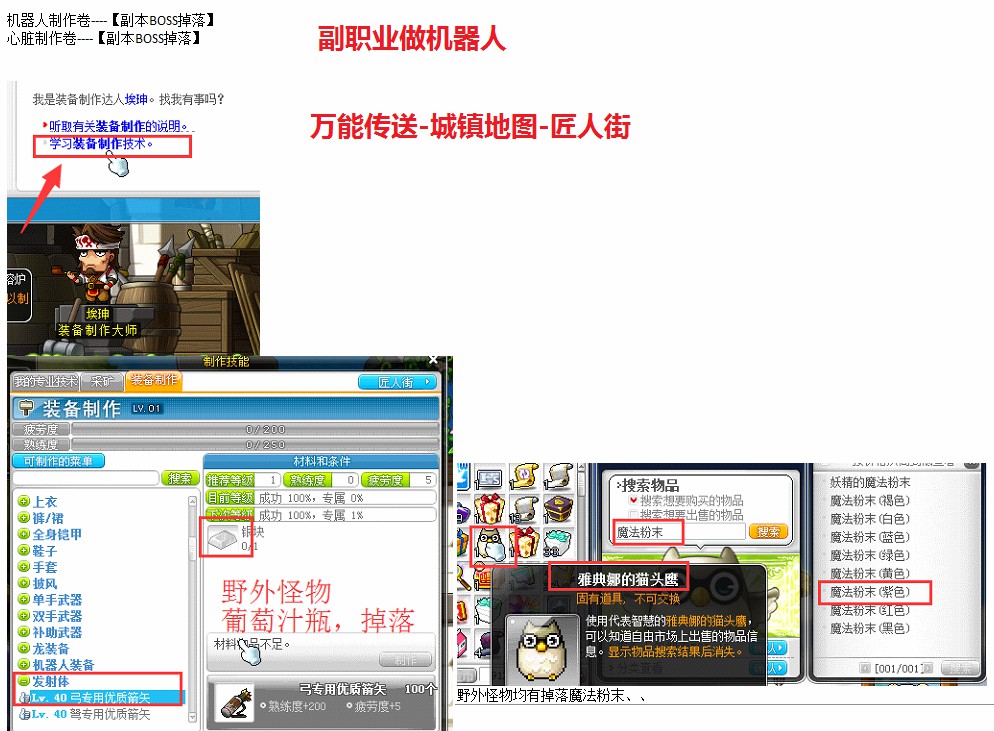 机器人制作卷----【副本BOSS掉落】
心脏制作卷----【副本BOSS掉落】
副职业做机器人
万能传送-城镇地图-匠人街
我是装备制作达人埃珅。找我有事吗?
听取有关装备制作的说明。
学习装备制作技术。
熔炉
以制
埃珅
装备制作大师
制作技能
我的专业技术 采矿 装备制作
匠人街
装备制作 LV.01
疲劳度 0/200
熟练度 0/250
可制作的菜单
搜索
上衣
裤/裙
全身铠甲
鞋子
手套
披风
单手武器
双手武器
补助武器
龙装备
机器人装备
发射体
Lv. 40 弓专用优质箭矢
Lv. 40 弩专用优质箭矢
材料和条件
推荐等级 1 熟练度 0 疲劳度 5
目前等级 成功 100%, 专属 0%
成功 100%, 专属 1%
银块
0/1
野外怪物
葡萄汁瓶，掉落
材料物品不足。
制作
弓专用优质箭矢 100个
熟练度+200 疲劳度+5
搜索物品
搜索想要购买的物品
搜索想要出售的物品
魔法粉末
搜索
雅典娜的猫头鹰
固有道具，不可交换
使用代表智慧的雅典娜的猫头鹰，
可以知道自由市场上出售的物品信
息。显示物品搜索结果后消失。
分类查看
妖精的魔法粉末
魔法粉末(褐色)
魔法粉末(白色)
魔法粉末(蓝色)
魔法粉末(绿色)
魔法粉末(黄色)
魔法粉末(紫色)
魔法粉末(红色)
魔法粉末(黑色)
[001/001]
搜索
野外怪物均有掉落魔法粉末、、